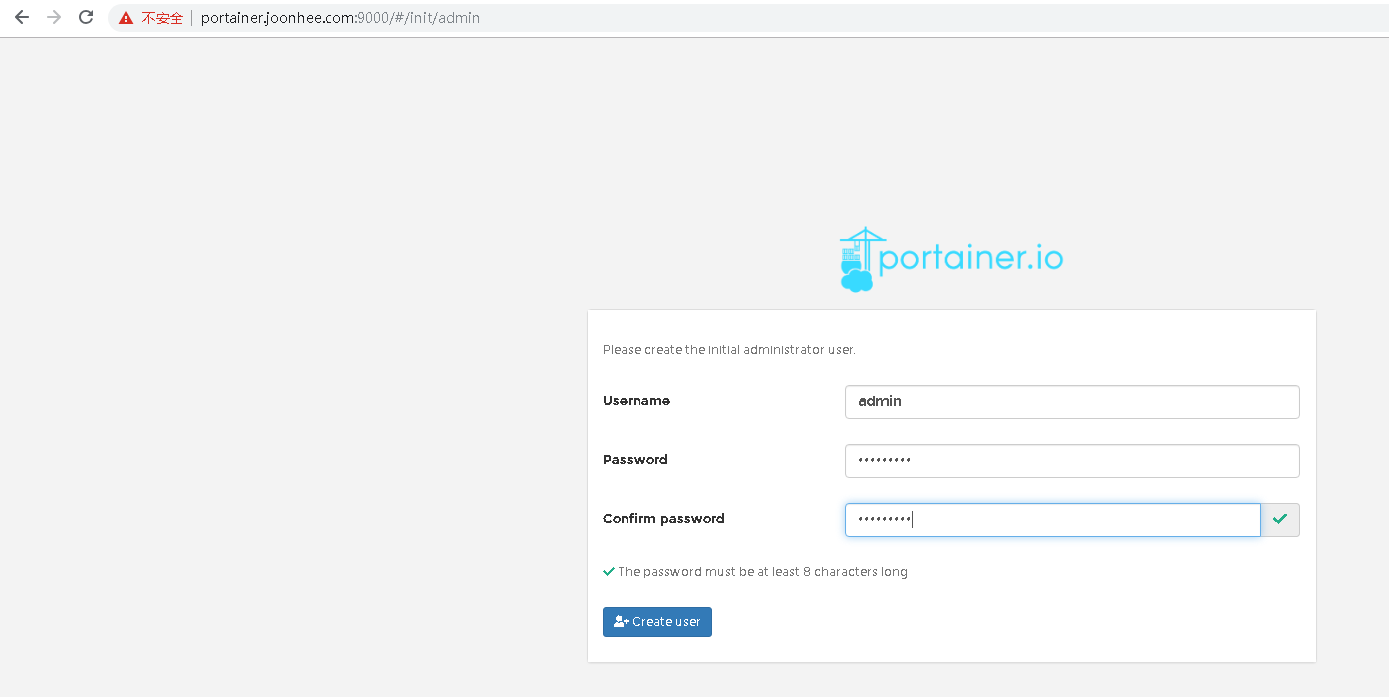 不安全 | portainer.joonhee.com:9000/#/init/admin
portainer.io
Please create the initial administrator user.
Username admin
Password •••••••••
Confirm password •••••••••
The password must be at least 8 characters long
Create user